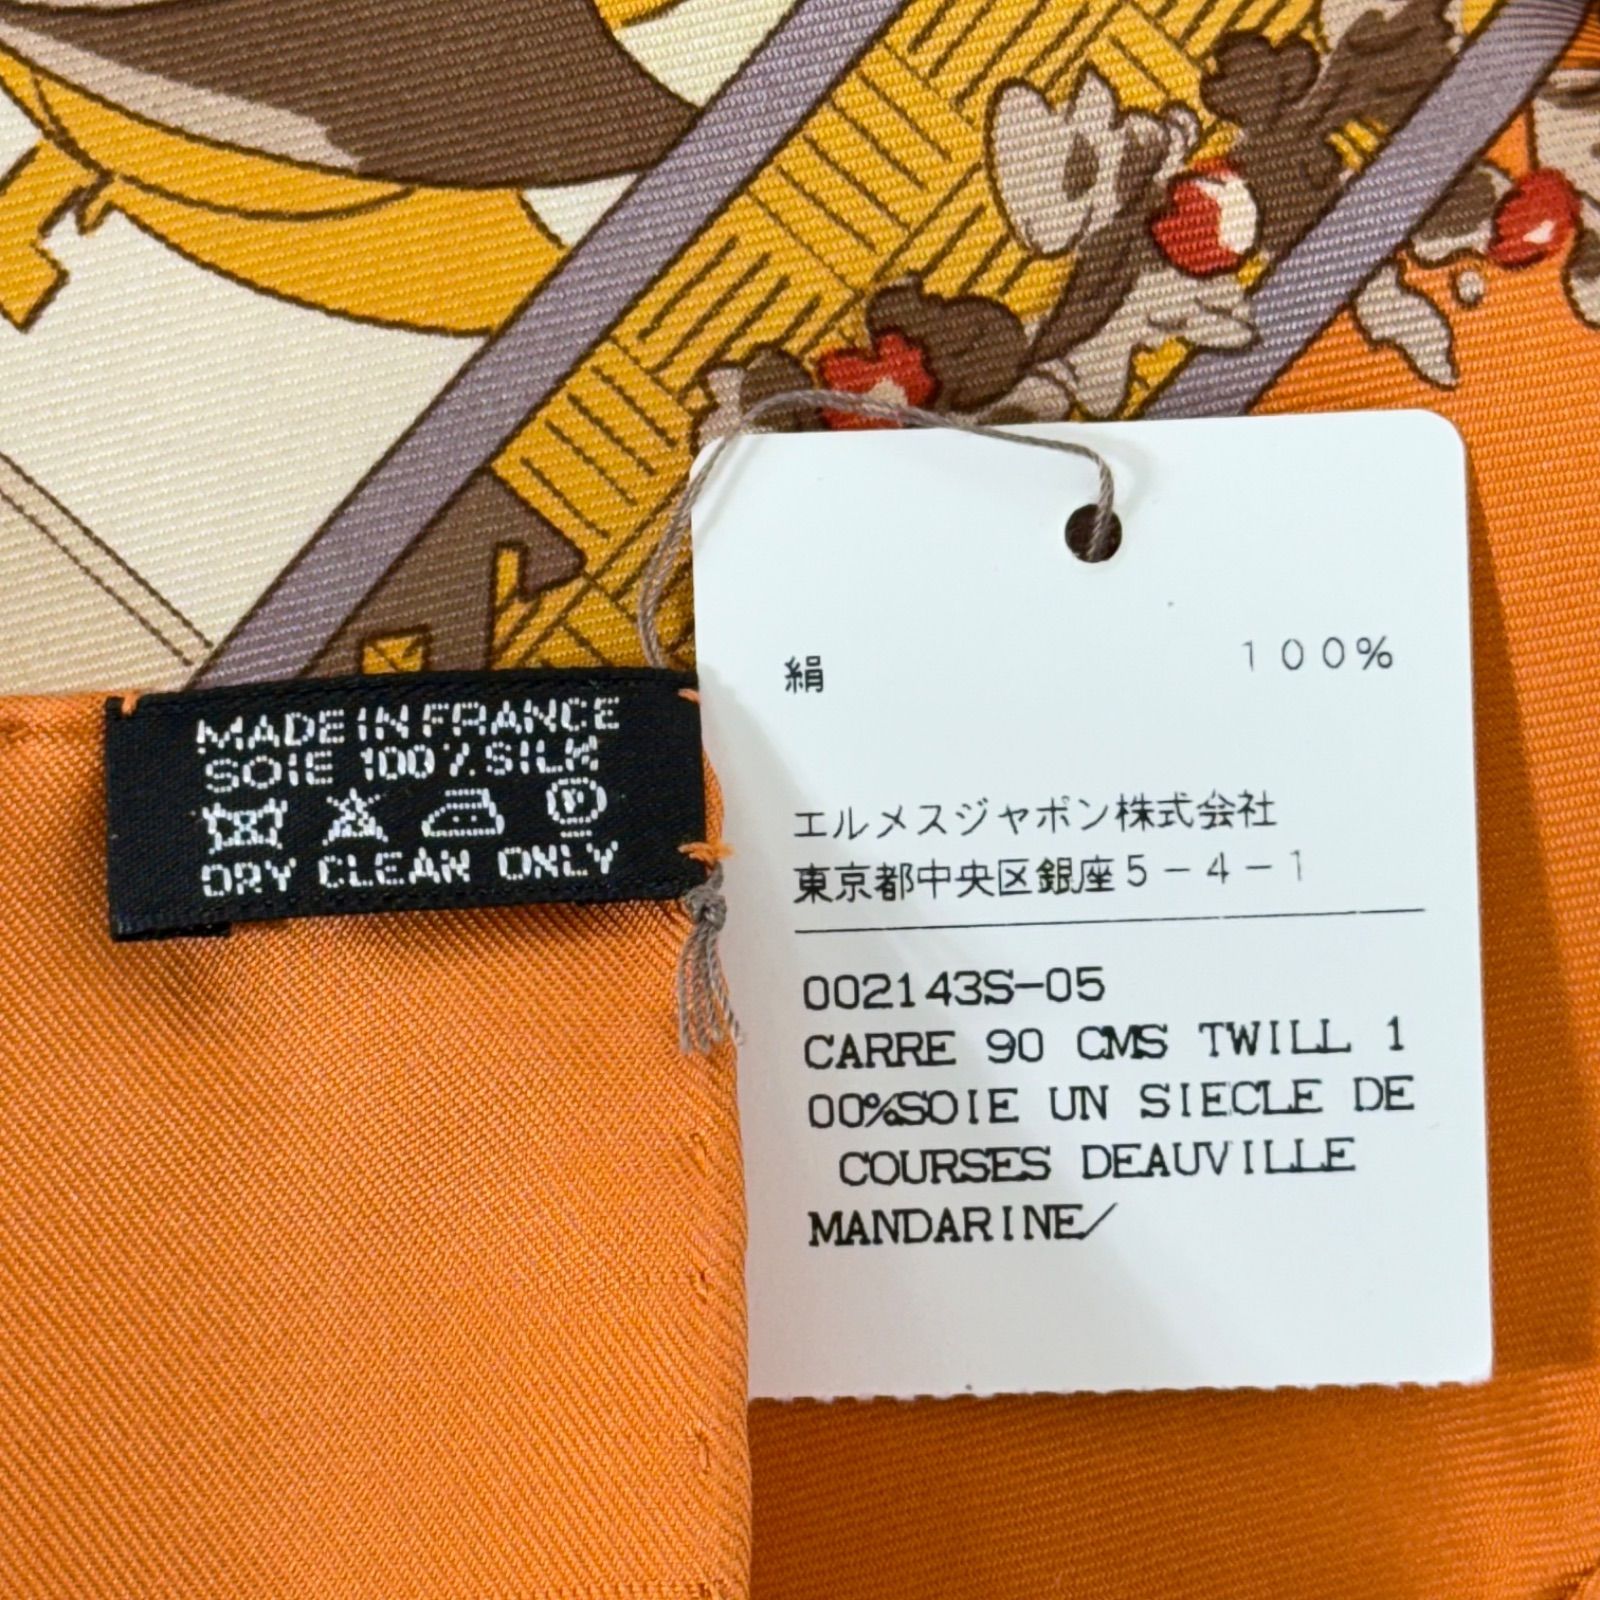 MADE IN FRANCE
SOIE 100% SILK
P
DRY CLEAN ONLY
絹 １００％
エルメスジャポン株式会社
東京都中央区銀座５－４－１
002143S-05
CARRE 90 CMS TWILL 1
00%SOIE UN SIECLE DE
COURSES DEAUVILLE
MANDARINE/